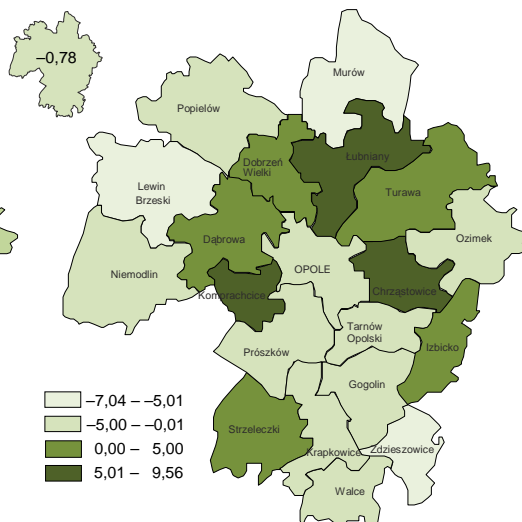 –0,78
Murów
Popielów
Łubniany
Dobrzeń
Wielki
Turawa
Lewin
Brzeski
Dąbrowa
Ozimek
OPOLE
Niemodlin
Komprachcice
Chrząstowice
Tarnów
Opolski
Izbicko
Prószków
Gogolin
–7,04 – –5,01
–5,00 – –0,01
0,00 – 5,00
5,01 – 9,56
Strzeleczki
Krapkowice
Zdzieszowice
Walce